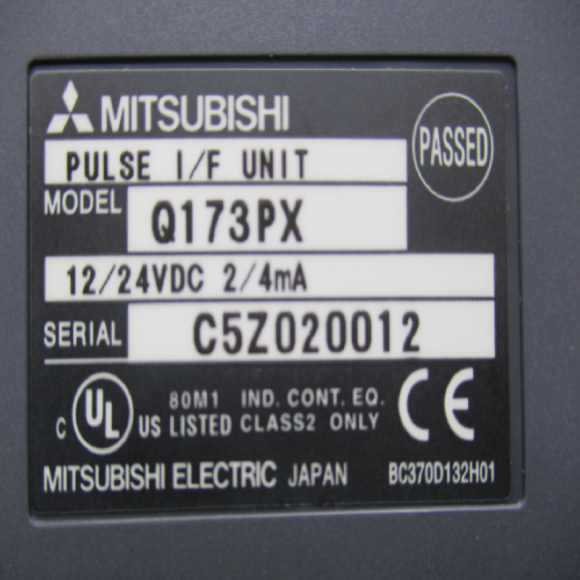 MITSUBISHI
PASSED
PULSE I/F UNIT
MODEL Q173PX
12/24VDC 2/4mA
SERIAL C5Z020012
C UL US LISTED
80M1 IND. CONT. EQ.
CLASS2 ONLY
CE
MITSUBISHI ELECTRIC JAPAN BC370D132H01